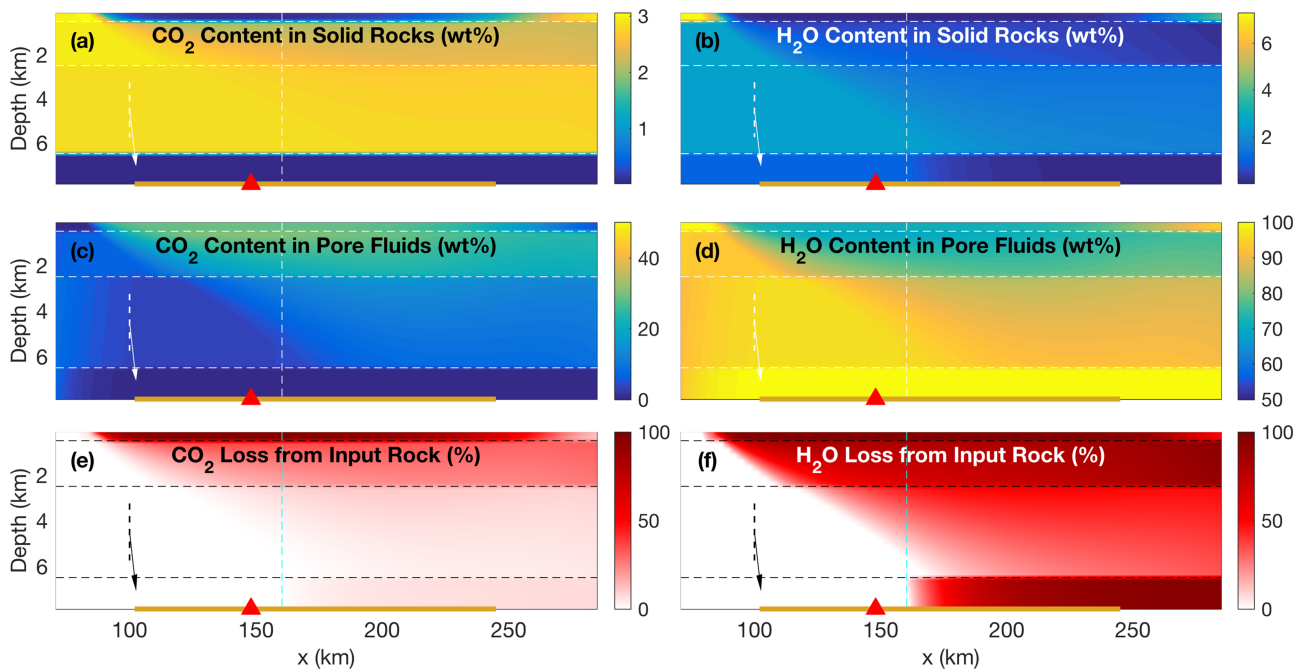 (a)
CO2 Content in Solid Rocks (wt%)
Depth (km)
2
4
6
3
2
1
(b)
H2O Content in Solid Rocks (wt%)
6
4
2
(c)
CO2 Content in Pore Fluids (wt%)
Depth (km)
2
4
6
40
20
0
(d)
H2O Content in Pore Fluids (wt%)
100
90
80
70
60
50
(e)
CO2 Loss from Input Rock (%)
Depth (km)
2
4
6
100
50
0
100
150
200
250
x (km)
(f)
H2O Loss from Input Rock (%)
100
50
0
100
150
200
250
x (km)